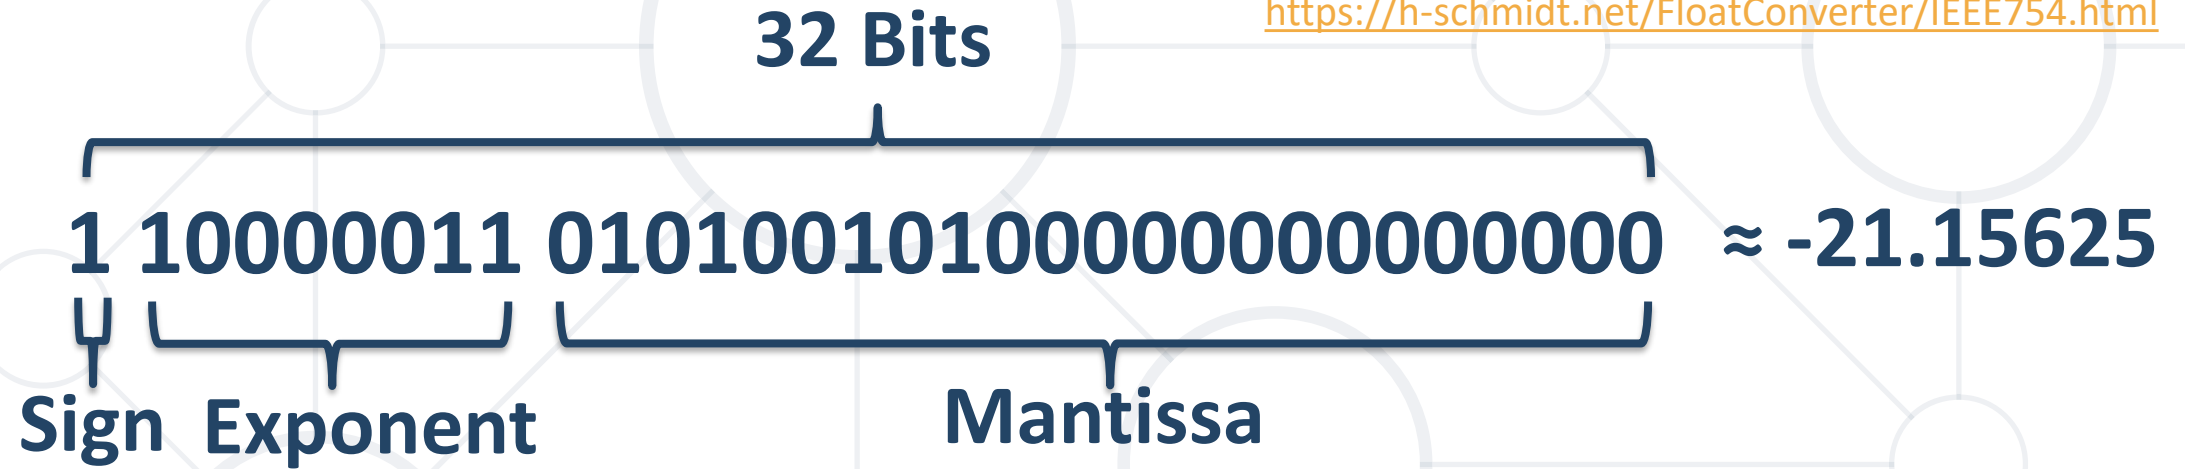 https://h-schmidt.net/FloatConverter/IEEE754.html
32 Bits
1 10000011 01010010100000000000000 ≈ -21.15625
Sign Exponent Mantissa